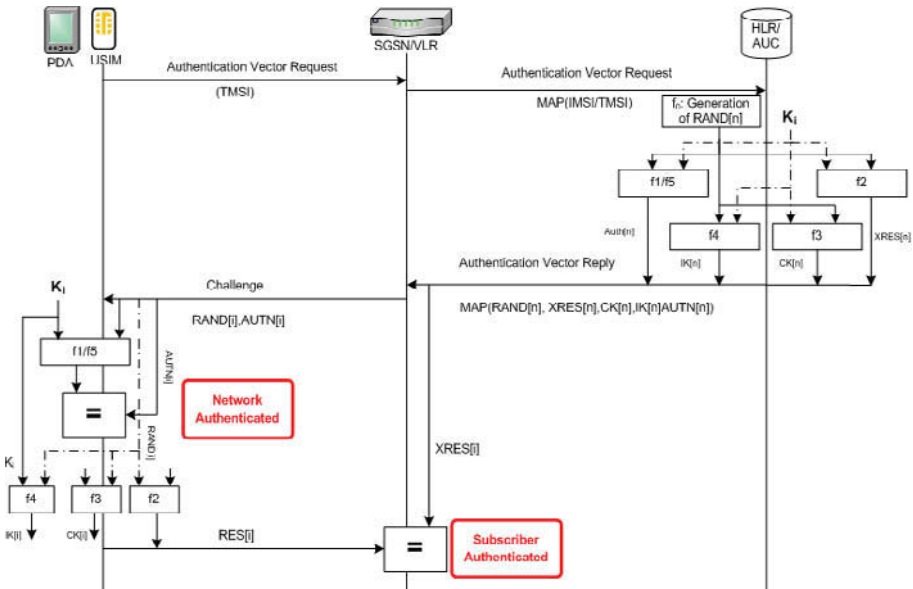 PDA
USIM
SGSN/VLR
HLR/
AUC
Authentication Vector Request
(TMSI)
Authentication Vector Request
MAP(IMSI/TMSI)
f₀: Generation
of RAND[n]
Kᵢ
f1/f5
f2
f4
f3
Auth[n]
IK[n]
CK[n]
XRES[n]
Authentication Vector Reply
MAP(RAND[n], XRES[n],CK[n],IK[n]AUTN[n])
Challenge
RAND[i],AUTN[i]
Kᵢ
f1/f5
AUTN[i]
=
Network
Authenticated
RAND[i]
XRES[i]
K
f4
f3
f2
IK[i]
CK[i]
RES[i]
=
Subscriber
Authenticated